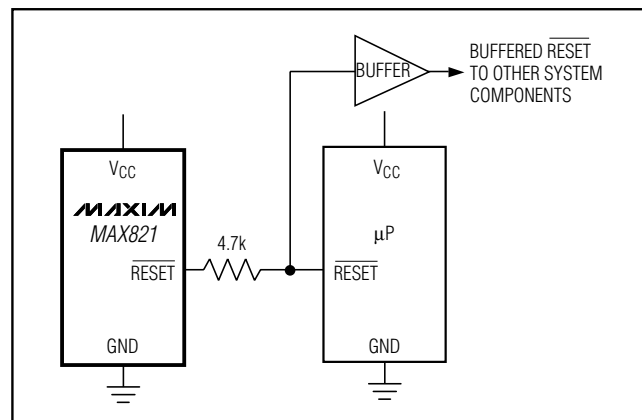 BUFFER
BUFFERED RESET
TO OTHER SYSTEM
COMPONENTS
VCC
MAXIM
MAX821
RESET
GND
4.7k
VCC
μP
RESET
GND